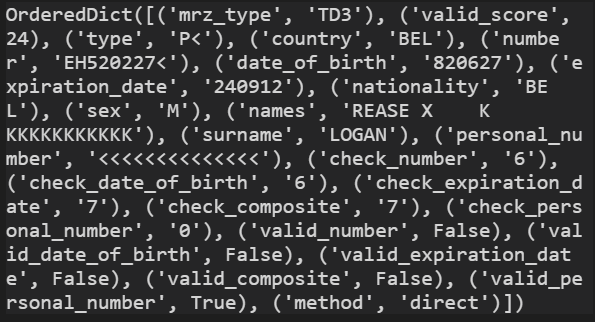 OrderedDict([('mrz_type', 'TD3'), ('valid_score',
24), ('type', 'P<'), ('country', 'BEL'), ('numbe
r', 'EH520227<'), ('date_of_birth', '820627'), ('e
xpiration_date', '240912'), ('nationality', 'BE
L'), ('sex', 'M'), ('names', 'REASE X    K
KKKKKKKKKKK'), ('surname', 'LOGAN'), ('personal_nu
mber', '<<<<<<<<<<<<<<'), ('check_number', '6'),
('check_date_of_birth', '6'), ('check_expiration_d
ate', '7'), ('check_composite', '7'), ('check_pers
onal_number', '0'), ('valid_number', False), ('val
id_date_of_birth', False), ('valid_expiration_dat
e', False), ('valid_composite', False), ('valid_pe
rsonal_number', True), ('method', 'direct')])